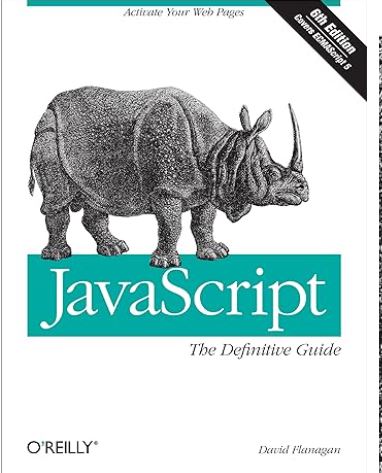 Activate Your Web Pages
6th Edition
Covers ECMAScript 5
JavaScript
The Definitive Guide
O'REILLY®
David Flanagan